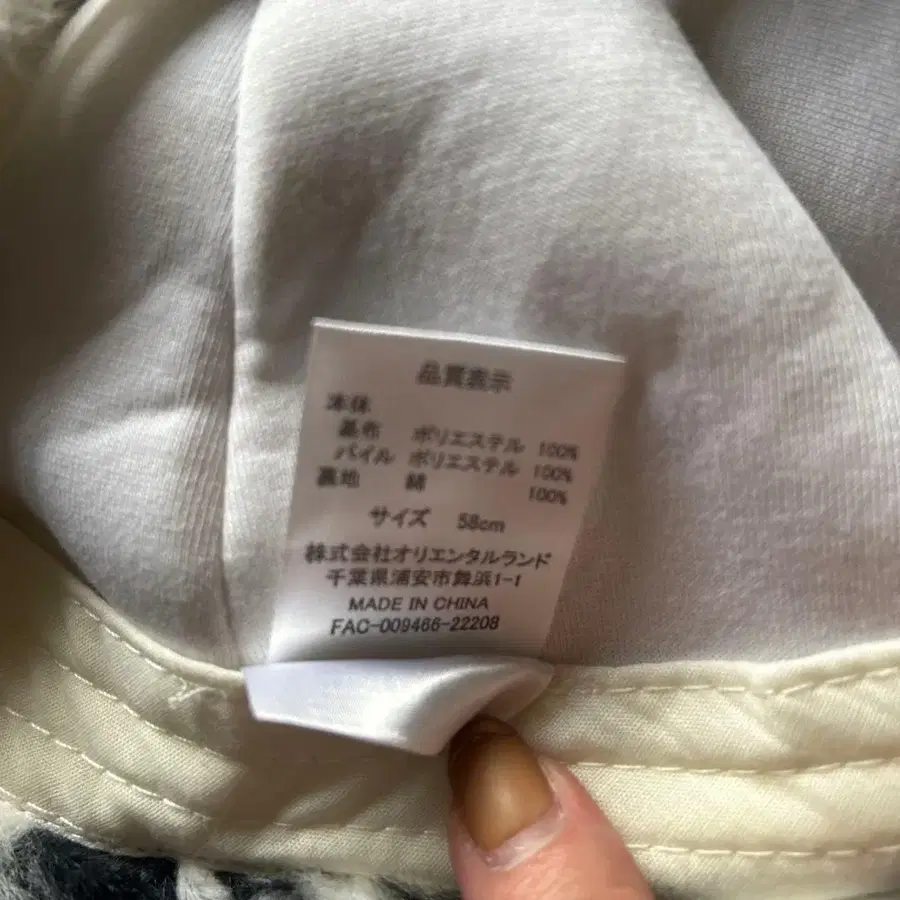 品質表示
本体
基布 ポリエステル 100%
パイル ポリエステル 100%
裏地 綿 100%
サイズ 58cm
株式会社オリエンタルランド
千葉県浦安市舞浜1-1
MADE IN CHINA
FAC-009466-22208